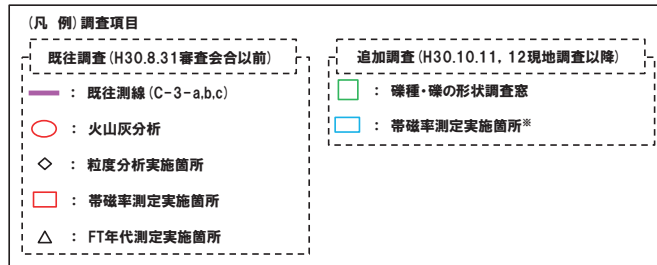 (凡 例)調査項目
既往調査(H30.8.31審査会合以前)
： 既往測線(C-3-a,b,c)
： 火山灰分析
： 粒度分析実施箇所
： 帯磁率測定実施箇所
： FT年代測定実施箇所
追加調査(H30.10.11, 12現地調査以降)
： 礫種・礫の形状調査窓
： 帯磁率測定実施箇所※